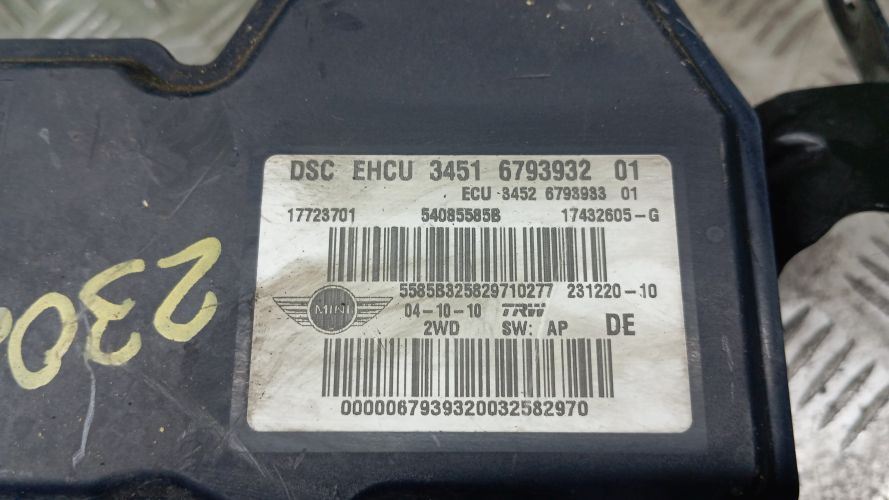 DSC EHCU 3451 6793932 01
ECU 3452 6793933 01
17723701 54085585B 17432605-G
5585B325829710277 231220-10
MINI 04-10-10 TRW
2WD SW: AP DE
0000067939320032582970
230